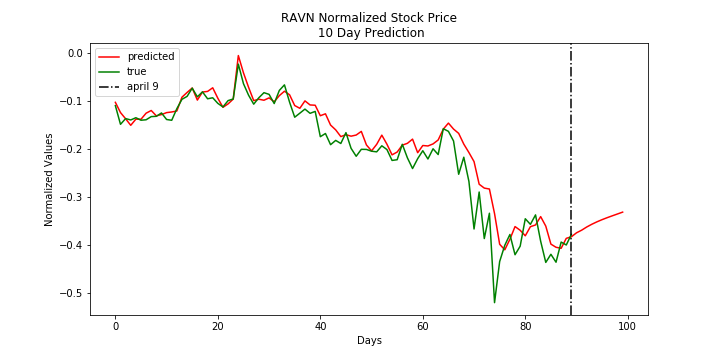 RAVN Normalized Stock Price
10 Day Prediction
predicted
true
april 9
Normalized Values
0.0
−0.1
−0.2
−0.3
−0.4
−0.5
0
20
40
60
80
100
Days